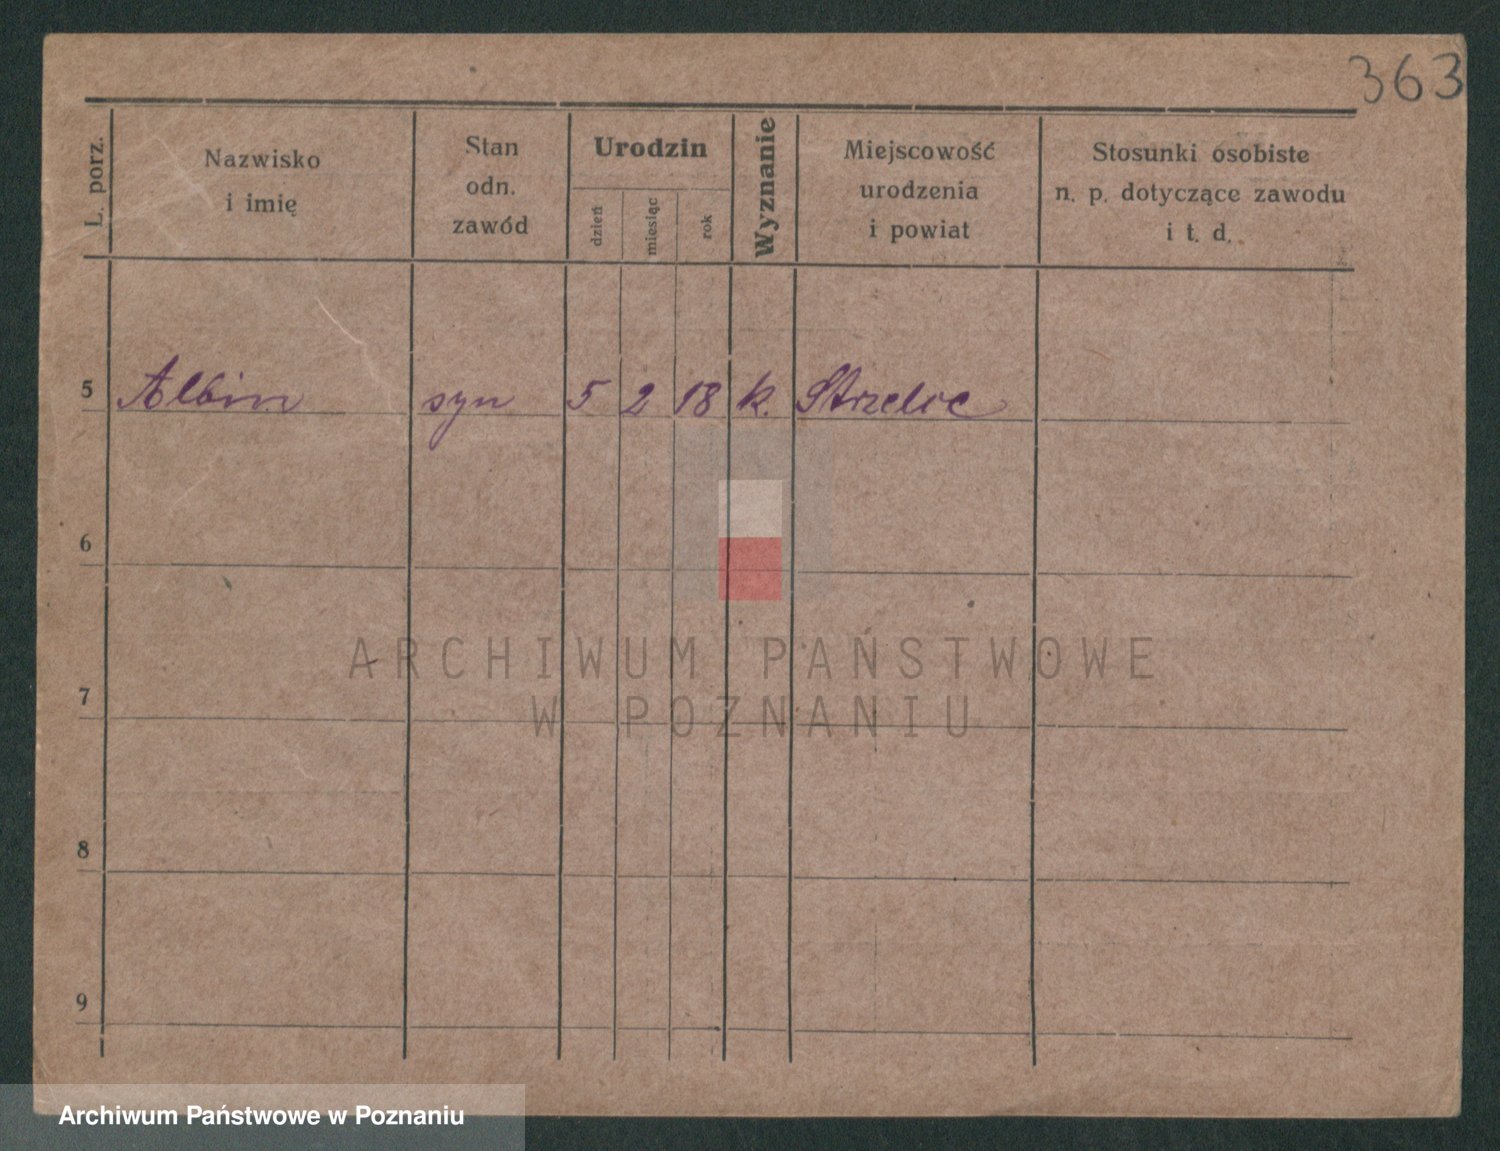 363
L. porz.
Nazwisko
i imię
Stan
odn.
zawód
Urodzin
dzień
miesiąc
rok
Wyznanie
Miejscowość
urodzenia
i powiat
Stosunki osobiste
n. p. dotyczące zawodu
i t. d.
5 Albin syn 5 2 18 k. Strzelce
6
7
8
9
ARCHIWUM PAŃSTWOWE
W POZNANIU
Archiwum Państwowe w Poznaniu